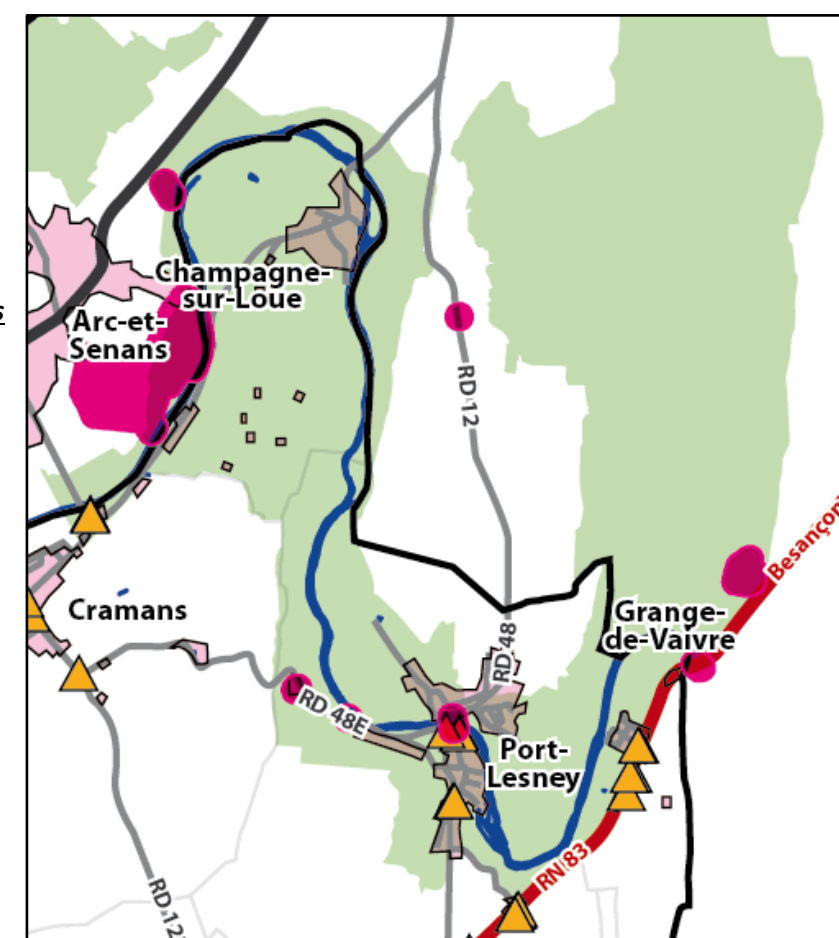 s
Champagne-
sur-Loue
Arc-et-
Senans
RD 12
Besançon
Cramans
Grange-
de-Vaivre
RD 48
RD 48E
Port-
Lesney
RN 83
RD 12